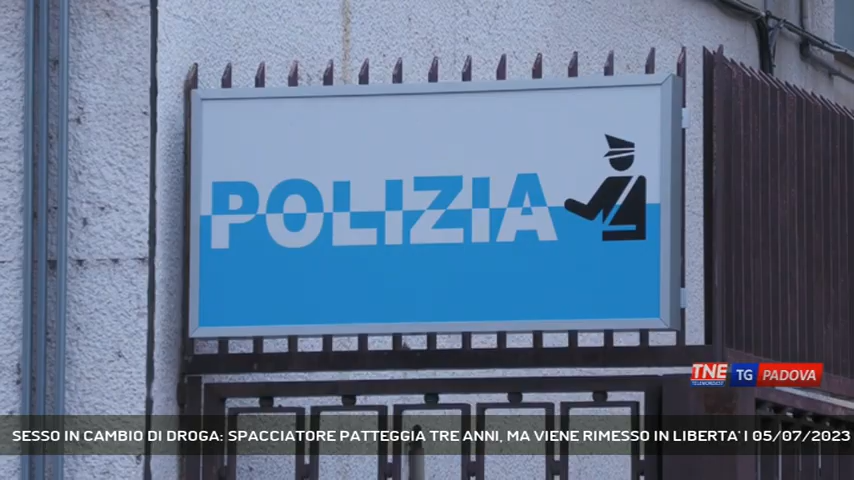 POLIZIA
TNE TG PADOVA
TELENORDEST
SESSO IN CAMBIO DI DROGA: SPACCIATORE PATTEGGIA TRE ANNI, MA VIENE RIMESSO IN LIBERTA' | 05/07/2023